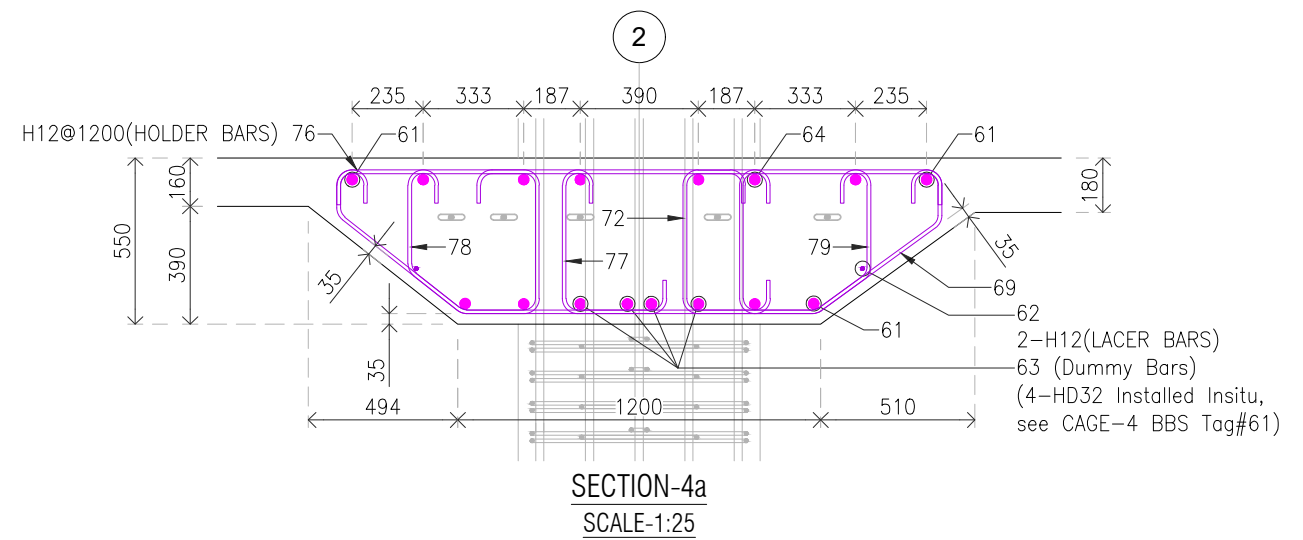 2
235 333 187 390 187 333 235
H12@1200(HOLDER BARS) 76 61 64 61
160 180
550 390
72
78 77 79
35 35
69
62
61
35
2-H12(LACER BARS)
63 (Dummy Bars)
(4-HD32 Installed Insitu,
see CAGE-4 BBS Tag#61)
494 1200 510
SECTION-4a
SCALE-1:25